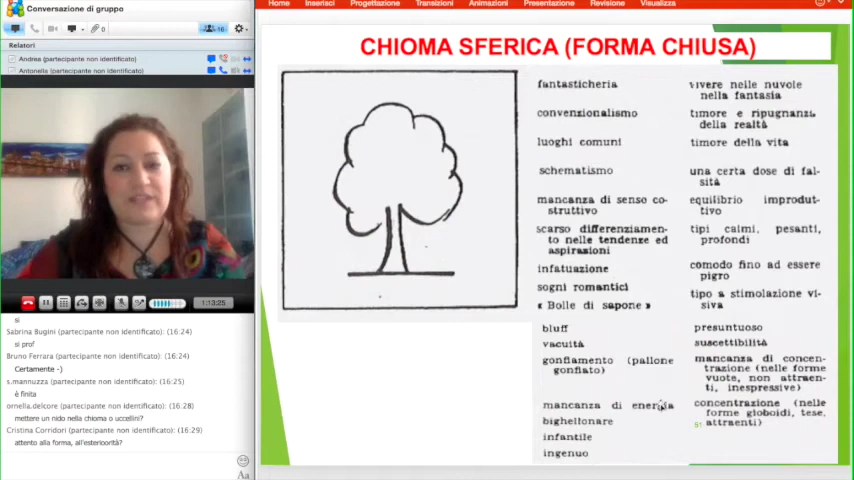 Conversazione di gruppo
0
16
Relatori
Andrea (partecipante non identificato)
Antonella (partecipante non identificato)
1:13:25
si
Sabrina Bugini (partecipante non identificato): (16:24)
si prof
Bruno Ferrara (partecipante non identificato): (16:24)
Certamente -)
s.mannuzza (partecipante non identificato): (16:25)
è finita
ornella.delcore (partecipante non identificato): (16:28)
mettere un nido nella chioma o uccellini?
Cristina Corridori (partecipante non identificato): (16:29)
attento alla forma, all'esteriorità?
Aa
Home Inserisci Progettazione Transizioni Animazioni Presentazione Revisione Visualizza
CHIOMA SFERICA (FORMA CHIUSA)
fantasticheria
convenzionalismo
luoghi comuni
schematismo
mancanza di senso co-
struttivo
scarso differenziamen-
to nelle tendenze ed
aspirazioni
infatuazione
sogni romantici
« Bolle di sapone »
bluff
vacuità
gonfiamento (pallone
gonfiato)
mancanza di energia
bighellonare
infantile
ingenuo
vivere nelle nuvole
nella fantasia
timore e ripugnanza
della realtà
timore della vita
una certa dose di fal-
sità
equilibrio improdut-
tivo
tipi calmi, pesanti,
profondi
comodo fino ad essere
pigro
tipo a stimolazione vi-
siva
presuntuoso
suscettibilità
mancanza di concen-
trazione (nelle forme
vuote, non attraen-
ti, inespressive)
concentrazione (nelle
forme globoidi, tese,
attraenti)